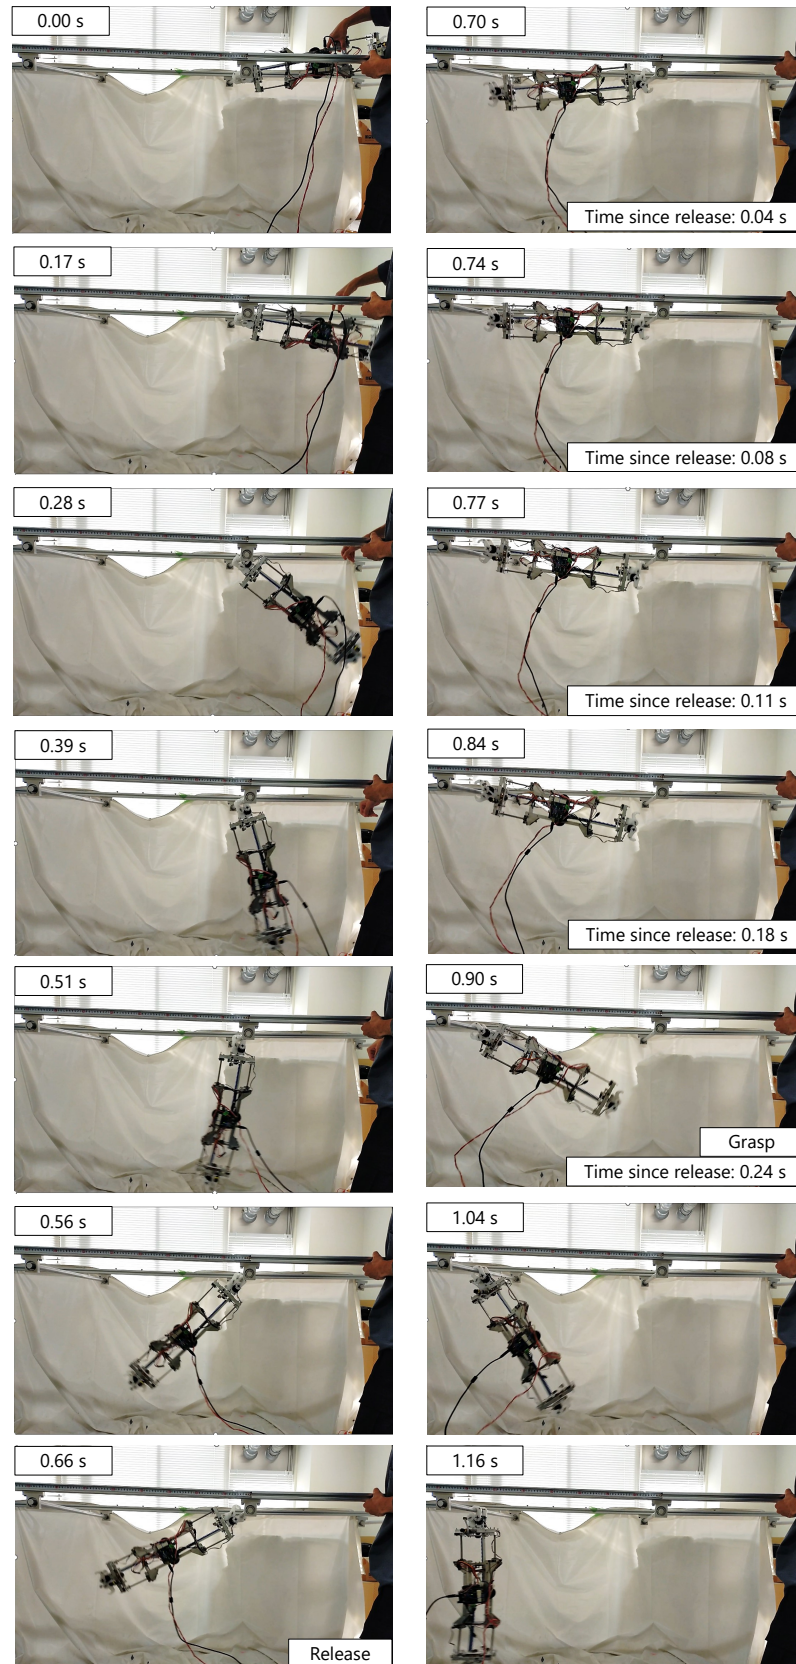 0.00 s
0.17 s
0.28 s
0.39 s
0.51 s
0.56 s
0.66 s
Release
0.70 s
Time since release: 0.04 s
0.74 s
Time since release: 0.08 s
0.77 s
Time since release: 0.11 s
0.84 s
Time since release: 0.18 s
0.90 s
Grasp
Time since release: 0.24 s
1.04 s
1.16 s